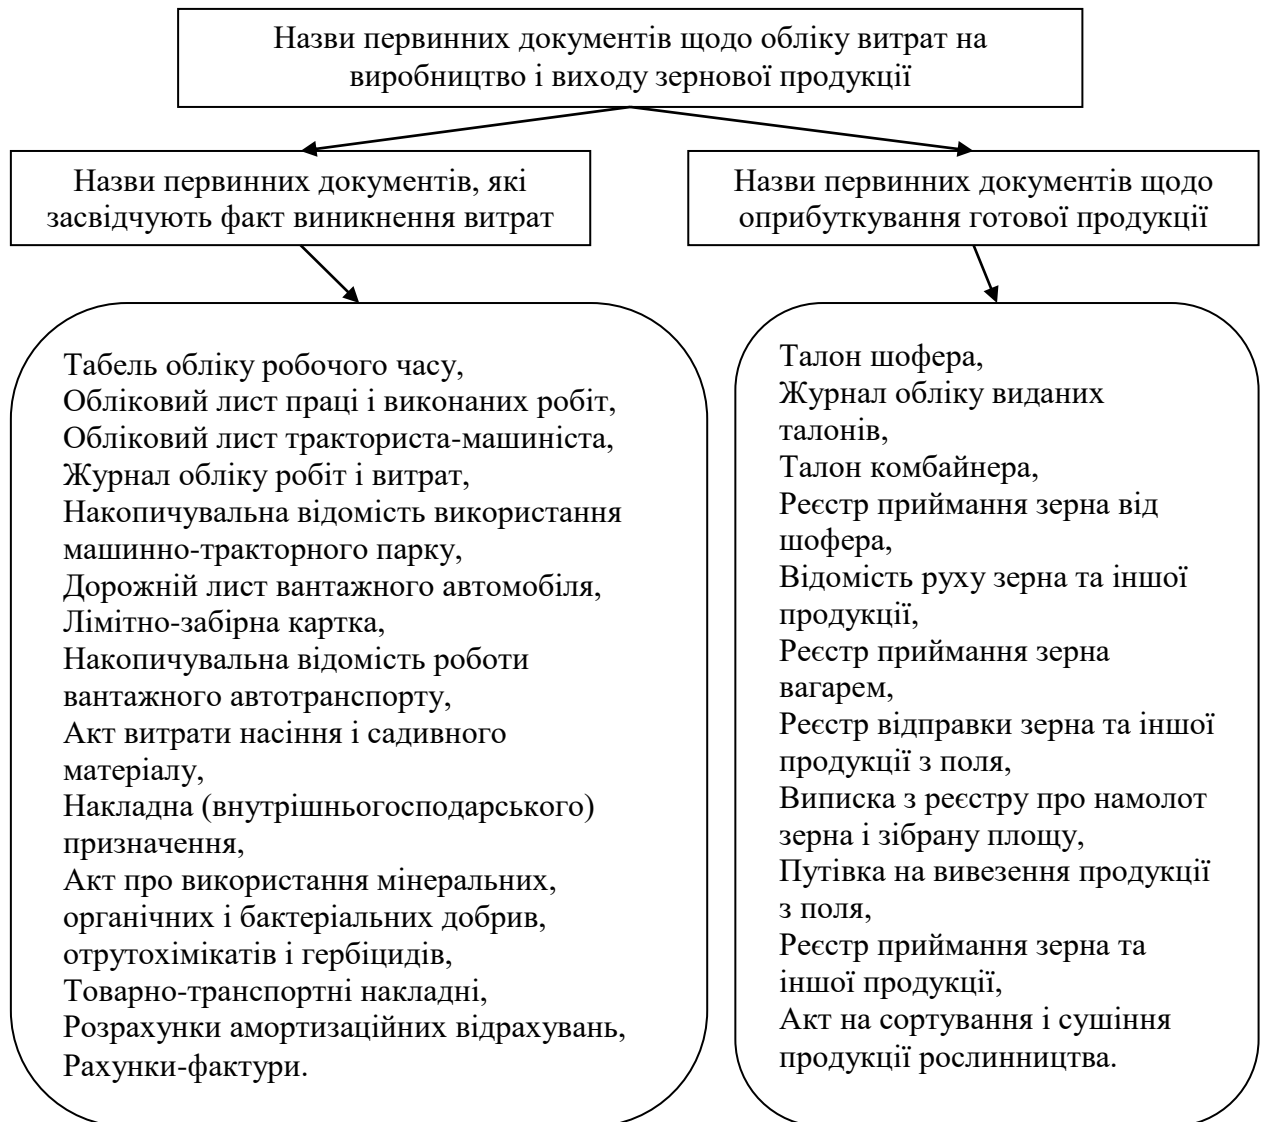 Назви первинних документів щодо обліку витрат на
виробництво і виходу зернової продукції
Назви первинних документів, які
засвідчують факт виникнення витрат
Назви первинних документів щодо
оприбуткування готової продукції
Табель обліку робочого часу,
Обліковий лист праці і виконаних робіт,
Обліковий лист тракториста-машиніста,
Журнал обліку робіт і витрат,
Накопичувальна відомість використання
машинно-тракторного парку,
Дорожній лист вантажного автомобіля,
Лімітно-забірна картка,
Накопичувальна відомість роботи
вантажного автотранспорту,
Акт витрати насіння і садивного
матеріалу,
Накладна (внутрішньогосподарського)
призначення,
Акт про використання мінеральних,
органічних і бактеріальних добрив,
отрутохімікатів і гербіцидів,
Товарно-транспортні накладні,
Розрахунки амортизаційних відрахувань,
Рахунки-фактури.
Талон шофера,
Журнал обліку виданих
талонів,
Талон комбайнера,
Реєстр приймання зерна від
шофера,
Відомість руху зерна та іншої
продукції,
Реєстр приймання зерна
вагарем,
Реєстр відправки зерна та іншої
продукції з поля,
Виписка з реєстру про намолот
зерна і зібрану площу,
Путівка на вивезення продукції
з поля,
Реєстр приймання зерна та
іншої продукції,
Акт на сортування і сушіння
продукції рослинництва.